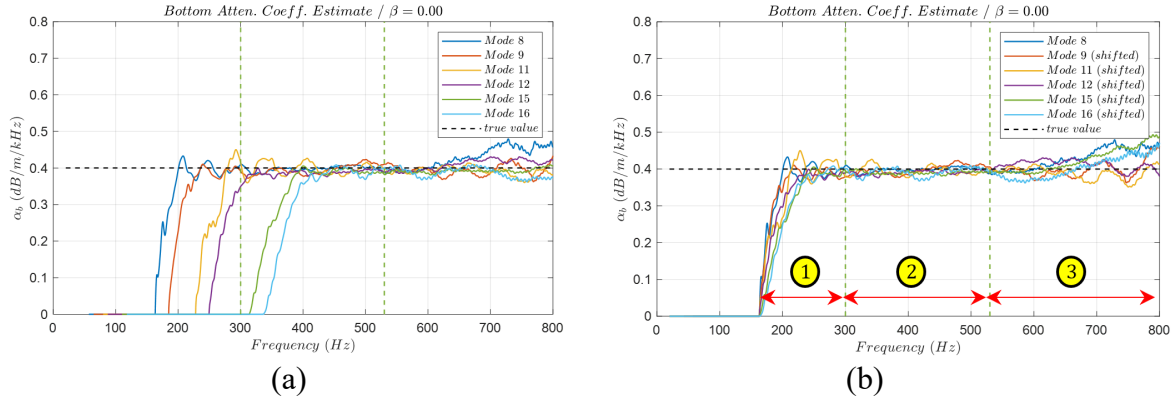 Bottom Atten. Coeff. Estimate / β = 0.00
α_b (dB/m/kHz)
0.8
0.7
0.6
0.5
0.4
0.3
0.2
0.1
0
Mode 8
Mode 9
Mode 11
Mode 12
Mode 15
Mode 16
true value
0 100 200 300 400 500 600 700 800
Frequency (Hz)
(a)
Bottom Atten. Coeff. Estimate / β = 0.00
α_b (dB/m/kHz)
0.8
0.7
0.6
0.5
0.4
0.3
0.2
0.1
0
Mode 8
Mode 9 (shifted)
Mode 11 (shifted)
Mode 12 (shifted)
Mode 15 (shifted)
Mode 16 (shifted)
true value
1 2 3
0 100 200 300 400 500 600 700 800
Frequency (Hz)
(b)